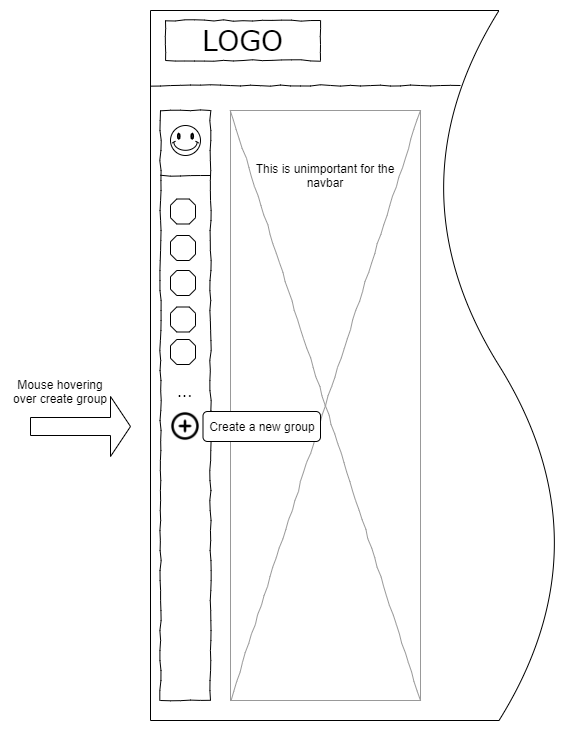 LOGO
This is unimportant for the
navbar
Mouse hovering
over create group
...
Create a new group